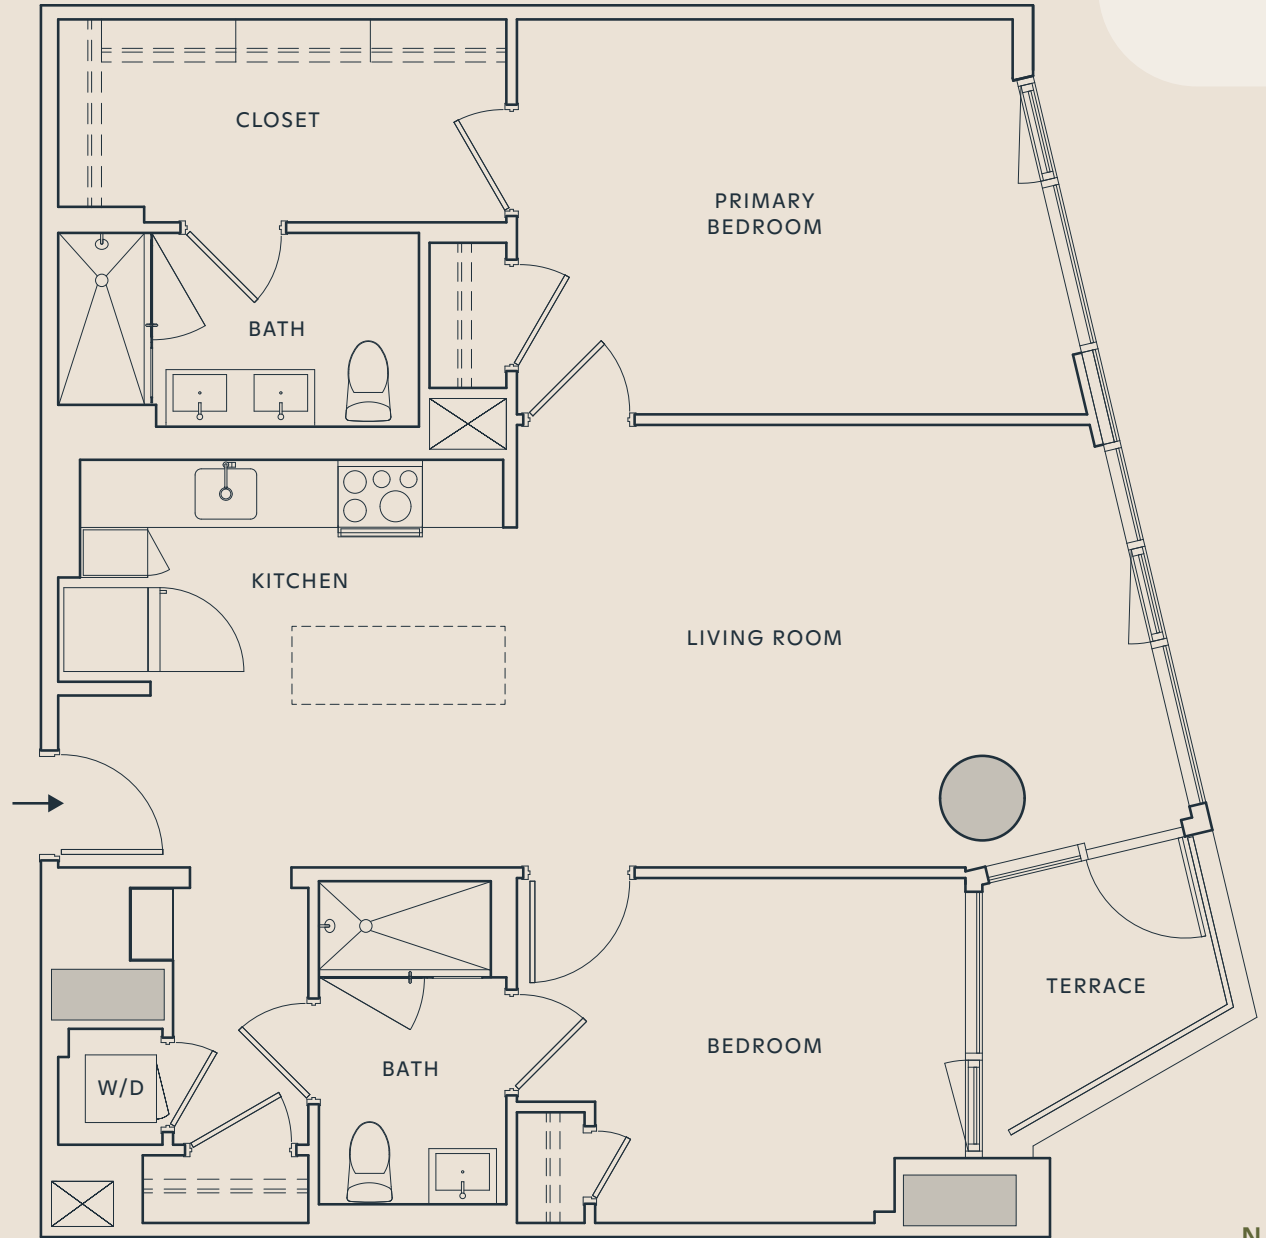 CLOSET
PRIMARY
BEDROOM
BATH
KITCHEN
LIVING ROOM
TERRACE
BEDROOM
BATH
W/D
N